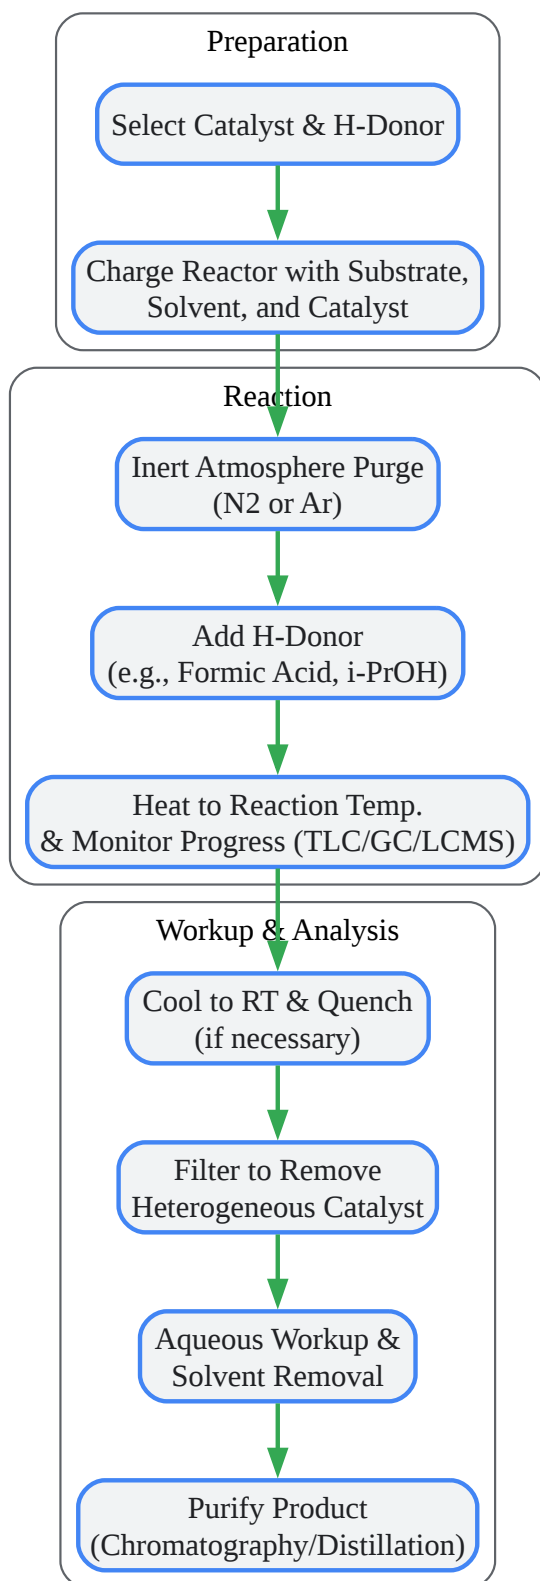 Preparation
Select Catalyst & H-Donor
Charge Reactor with Substrate,
Solvent, and Catalyst
Reaction
Inert Atmosphere Purge
(N2 or Ar)
Add H-Donor
(e.g., Formic Acid, i-PrOH)
Heat to Reaction Temp.
& Monitor Progress (TLC/GC/LCMS)
Workup & Analysis
Cool to RT & Quench
(if necessary)
Filter to Remove
Heterogeneous Catalyst
Aqueous Workup &
Solvent Removal
Purify Product
(Chromatography/Distillation)